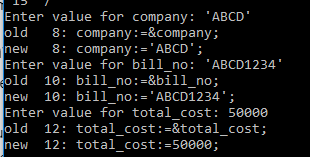 15 /
Enter value for company: 'ABCD'
old   8: company:=&company;
new   8: company:='ABCD';
Enter value for bill_no: 'ABCD1234'
old  10: bill_no:=&bill_no;
new  10: bill_no:='ABCD1234';
Enter value for total_cost: 50000
old  12: total_cost:=&total_cost;
new  12: total_cost:=50000;